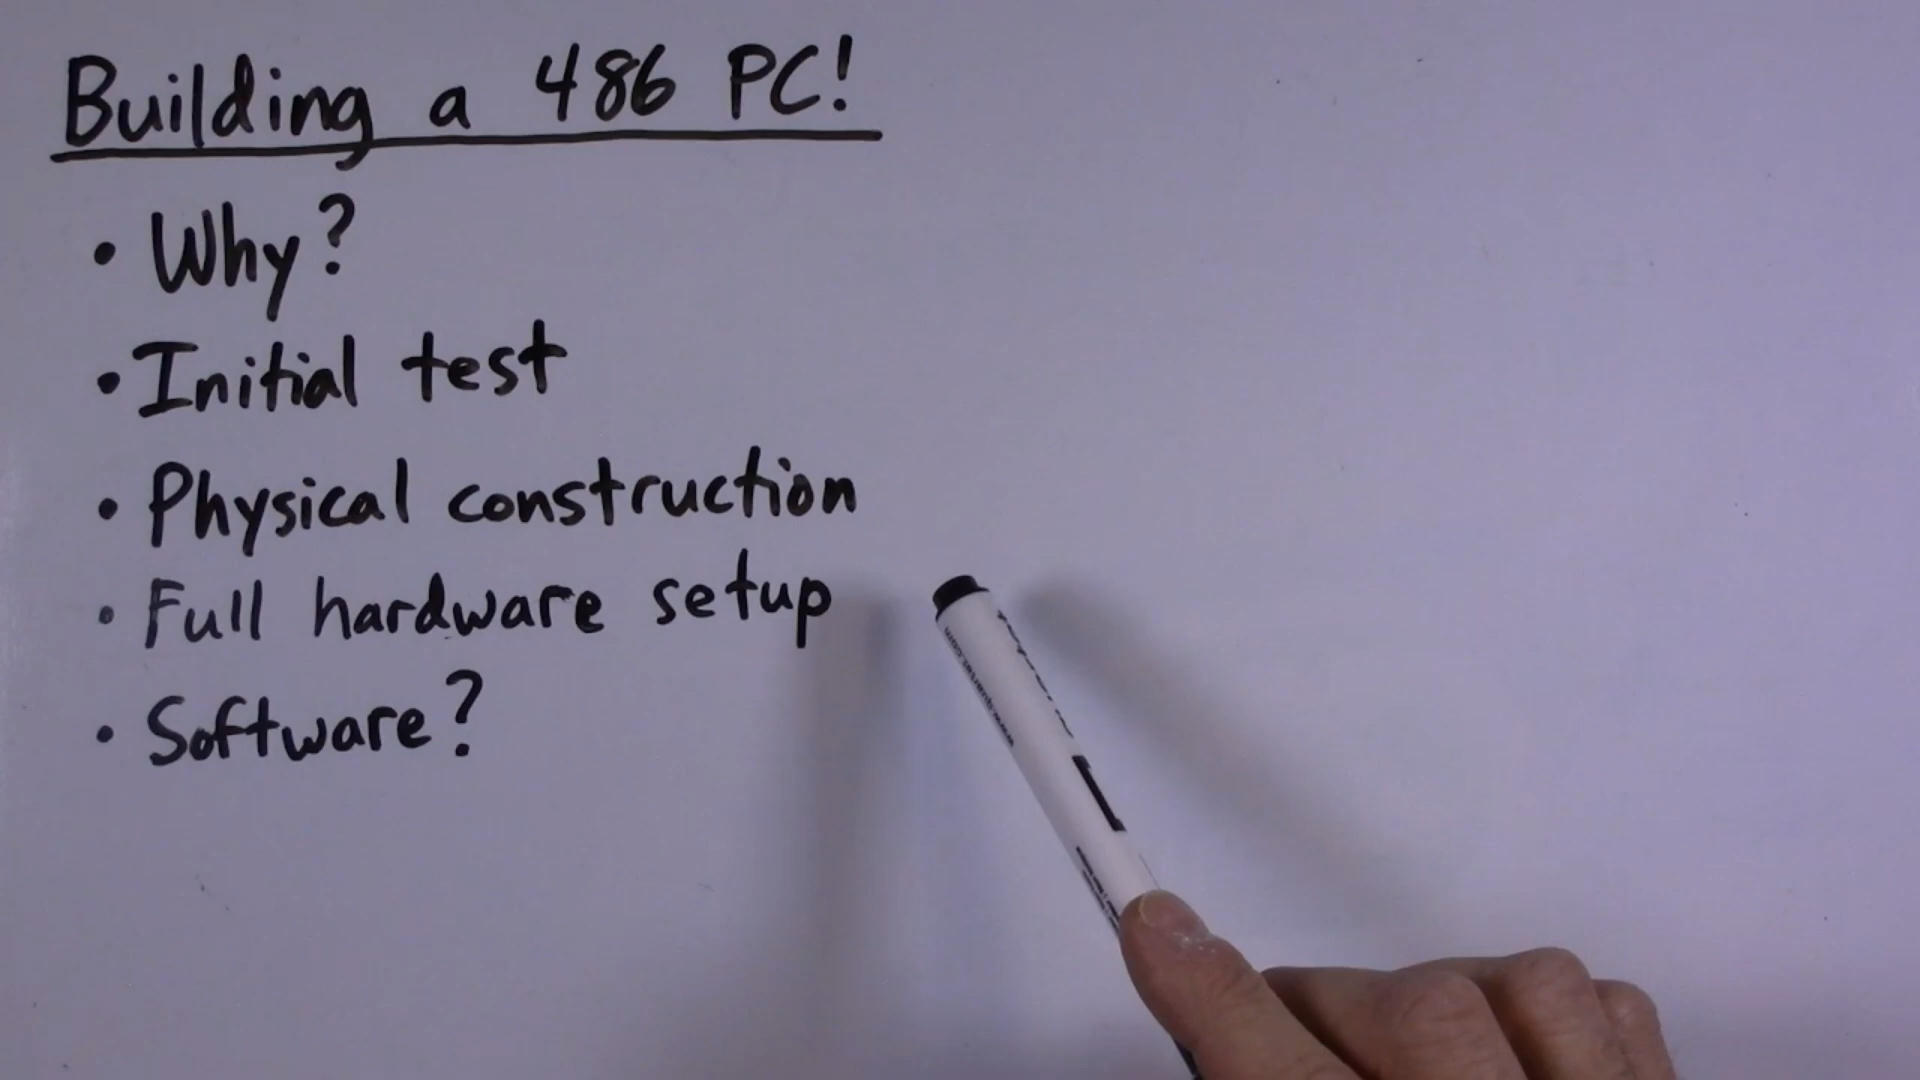 Building a 486 PC!
• Why?
• Initial test
• Physical construction
• Full hardware setup
• Software?